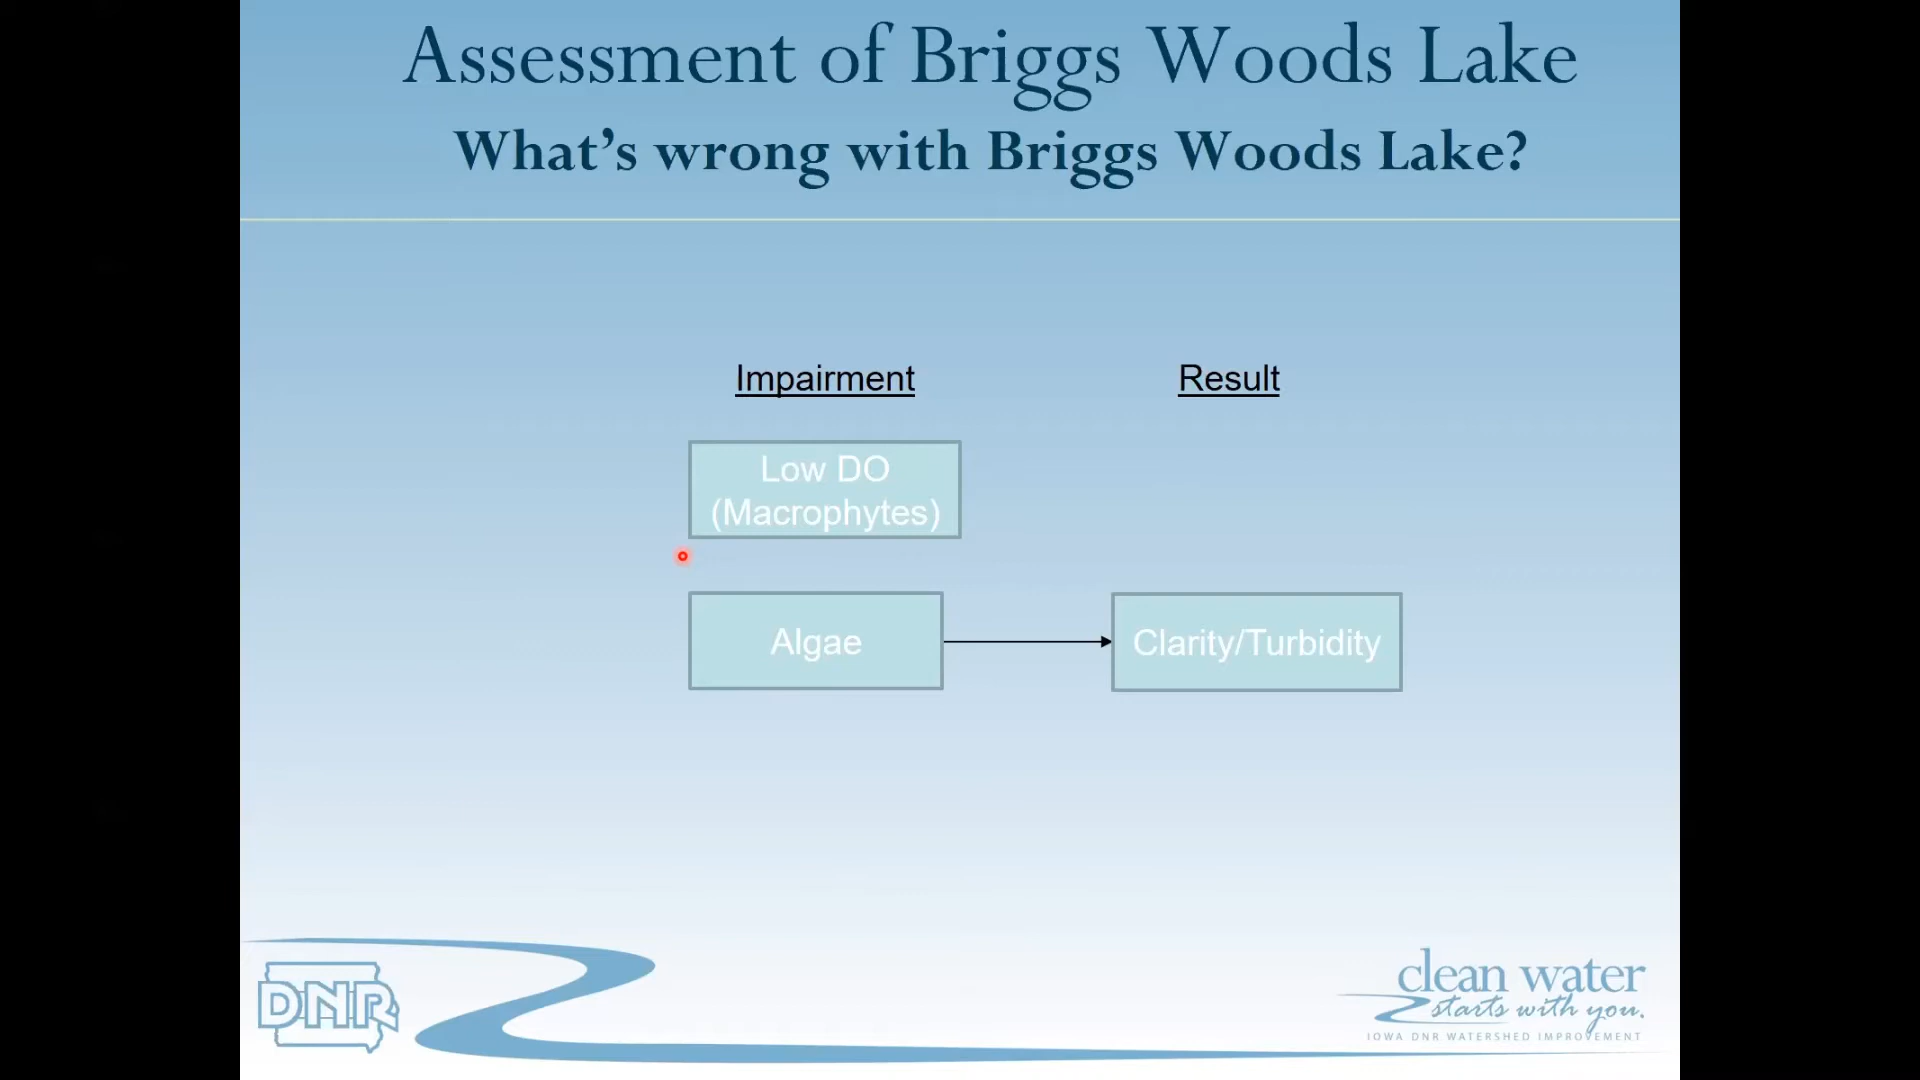 Assessment of Briggs Woods Lake
What's wrong with Briggs Woods Lake?
Impairment
Result
Low DO
(Macrophytes)
Algae
Clarity/Turbidity
DNR
clean water
starts with you.
IOWA DNR WATERSHED IMPROVEMENT